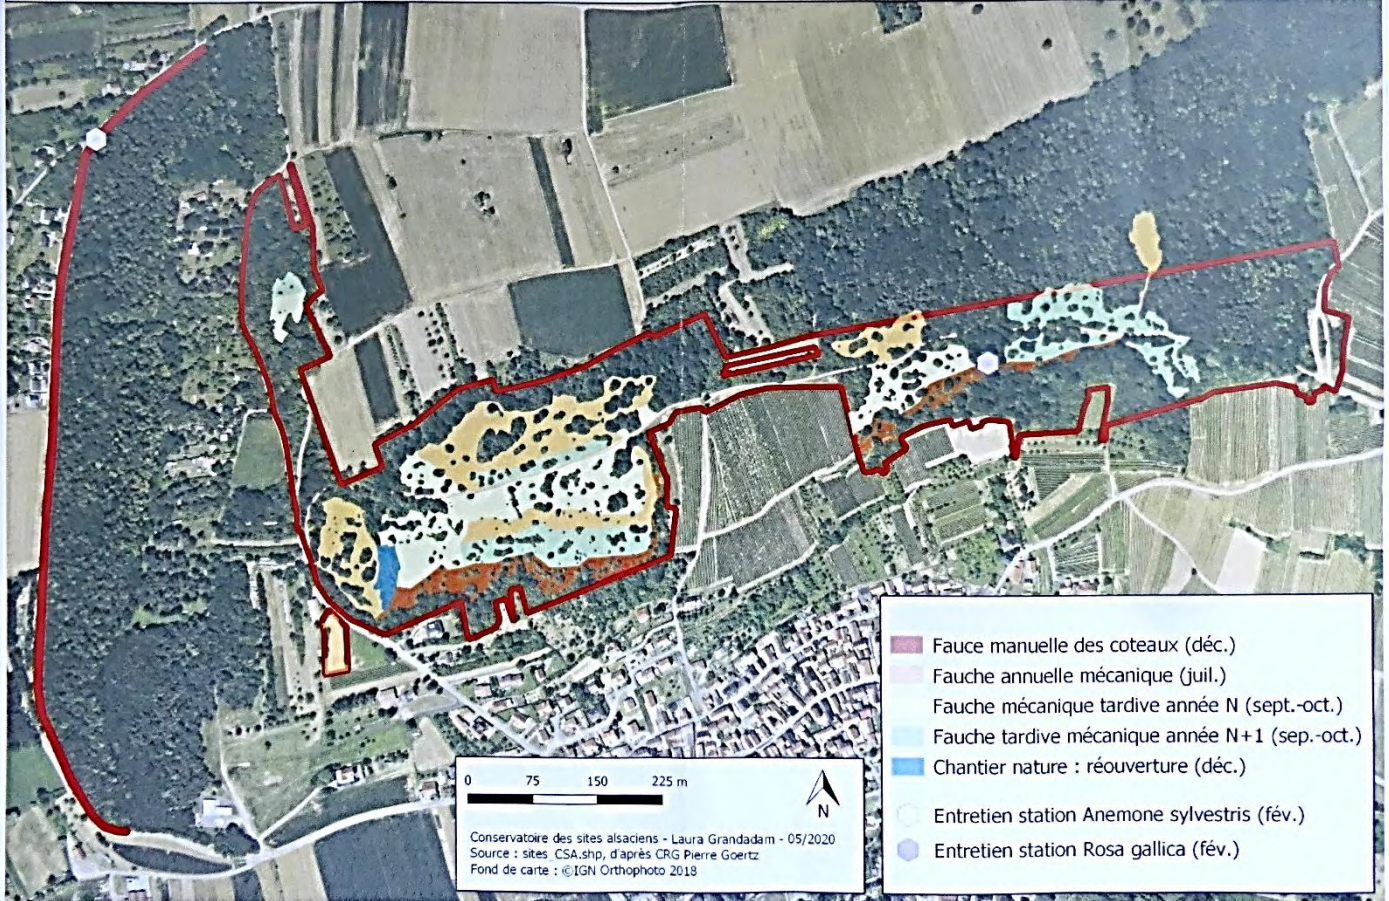 Fauce manuelle des coteaux (déc.)
Fauche annuelle mécanique (juil.)
Fauche mécanique tardive année N (sept.-oct.)
Fauche tardive mécanique année N+1 (sep.-oct.)
Chantier nature : réouverture (déc.)
Entretien station Anemone sylvestris (fév.)
Entretien station Rosa gallica (fév.)
0 75 150 225 m
N
Conservatoire des sites alsaciens - Laura Grandadam - 05/2020
Source : sites_CSA.shp, d'après CRG Pierre Goertz
Fond de carte : ©IGN Orthophoto 2018